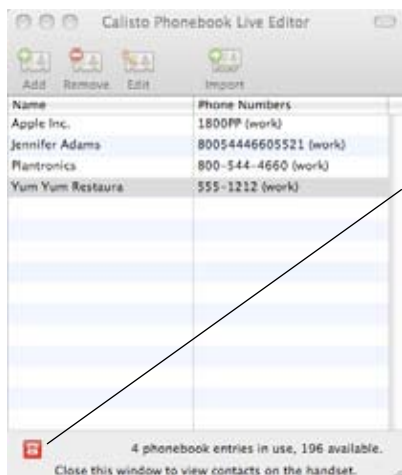 Calisto Phonebook Live Editor
Add Remove Edit Import
Name Phone Numbers
Apple Inc. 1800PP (work)
Jennifer Adams 80054446605521 (work)
Plantronics 800-544-4660 (work)
Yum Yum Restaura 555-1212 (work)
4 phonebook entries in use, 196 available.
Close this window to view contacts on the handset.